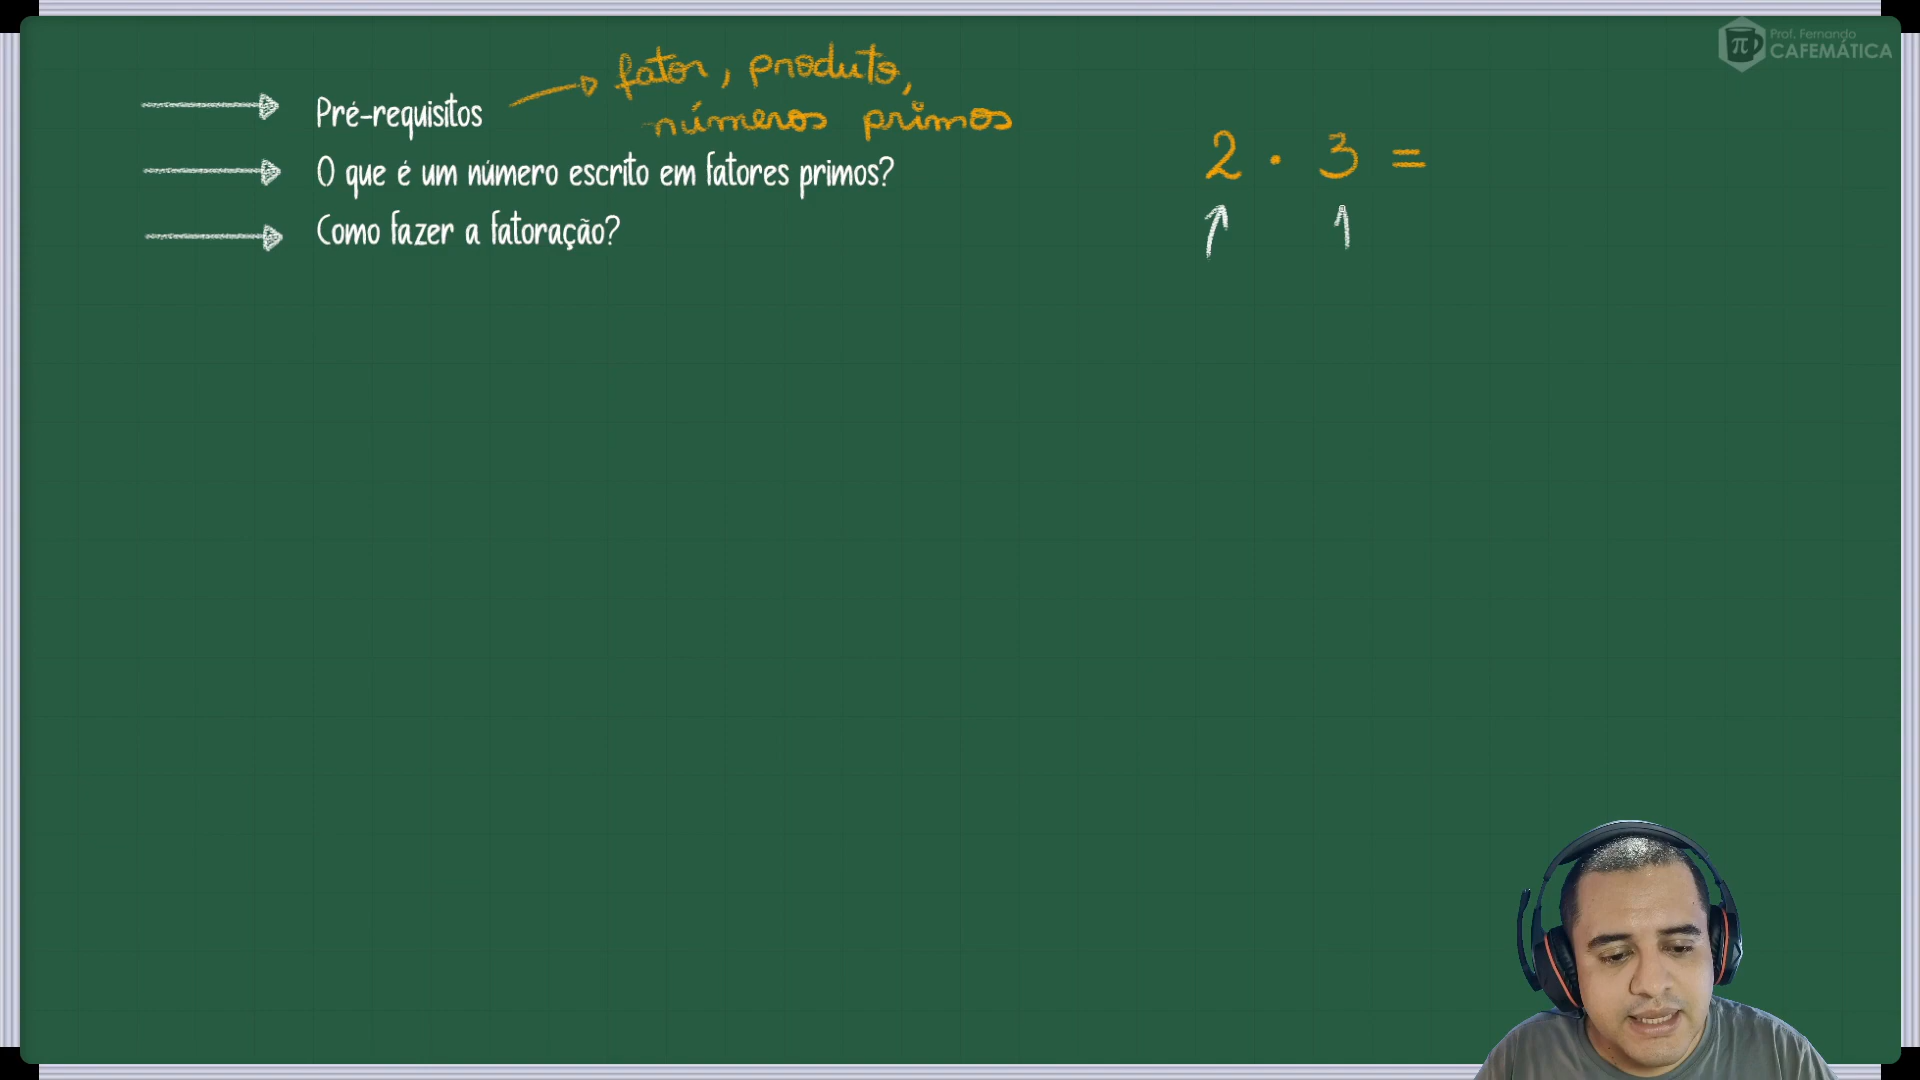 Prof. Fernando
CAFEMÁTICA
fator, produto,
Pré-requisitos
números primos
2 · 3 =
O que é um número escrito em fatores primos?
Como fazer a fatoração?